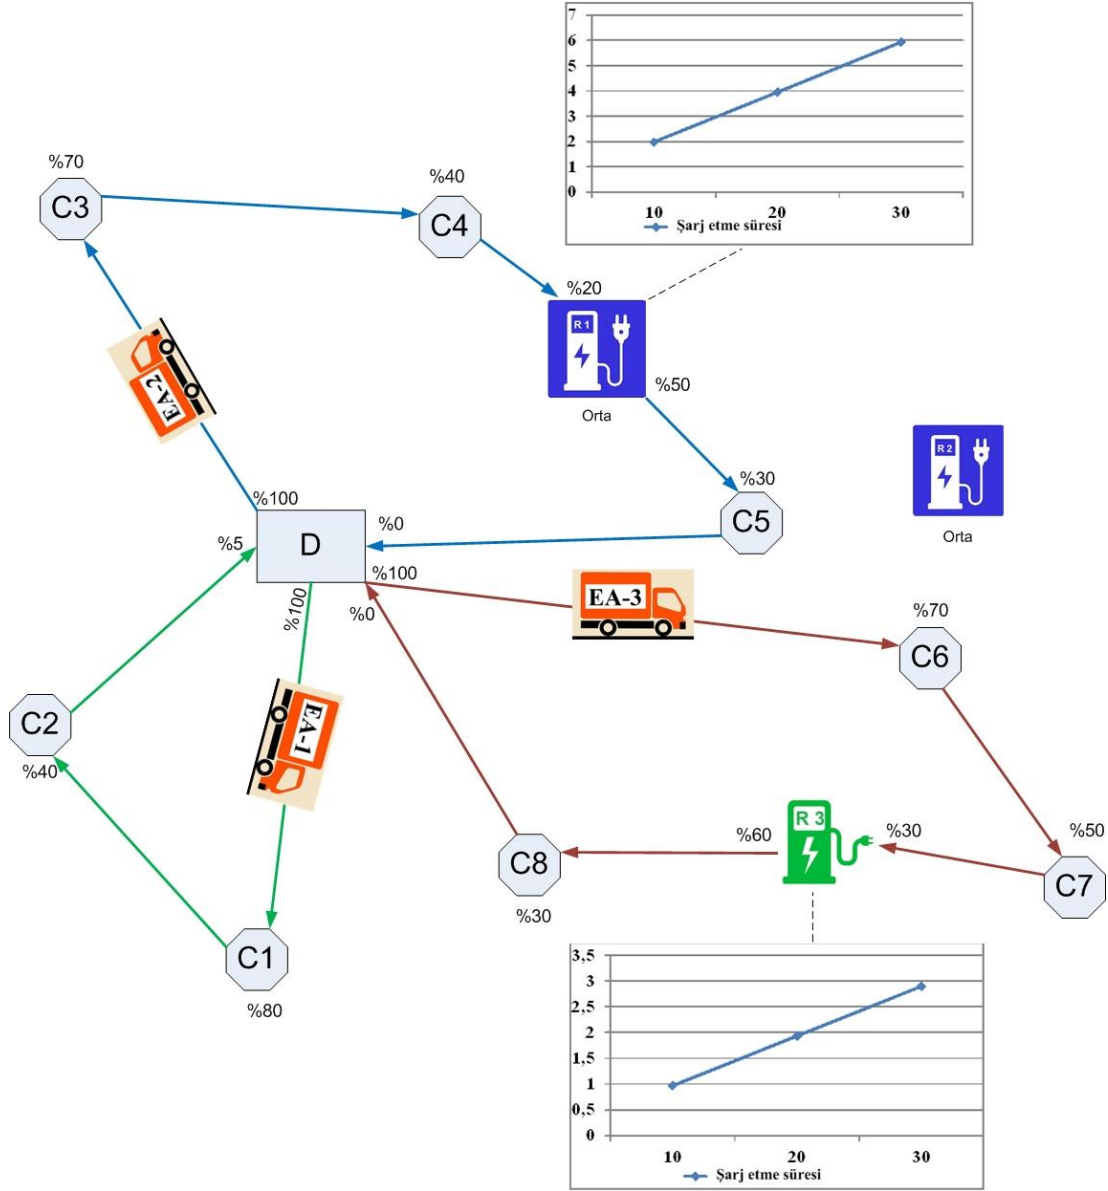 7
6
5
4
3
2
1
0
10 20 30
Şarj etme süresi
%70
C3
%40
C4
%20
R 1
%50
Orta
EA-2
R 2
Orta
%30
C5
%100
%0
%5
D
%100
%100
%0
EA-3
%70
C6
C2
%40
EA-1
R 3
%60
%30
%50
C7
C8
%30
C1
%80
3,5
3
2,5
2
1,5
1
0,5
0
10 20 30
Şarj etme süresi